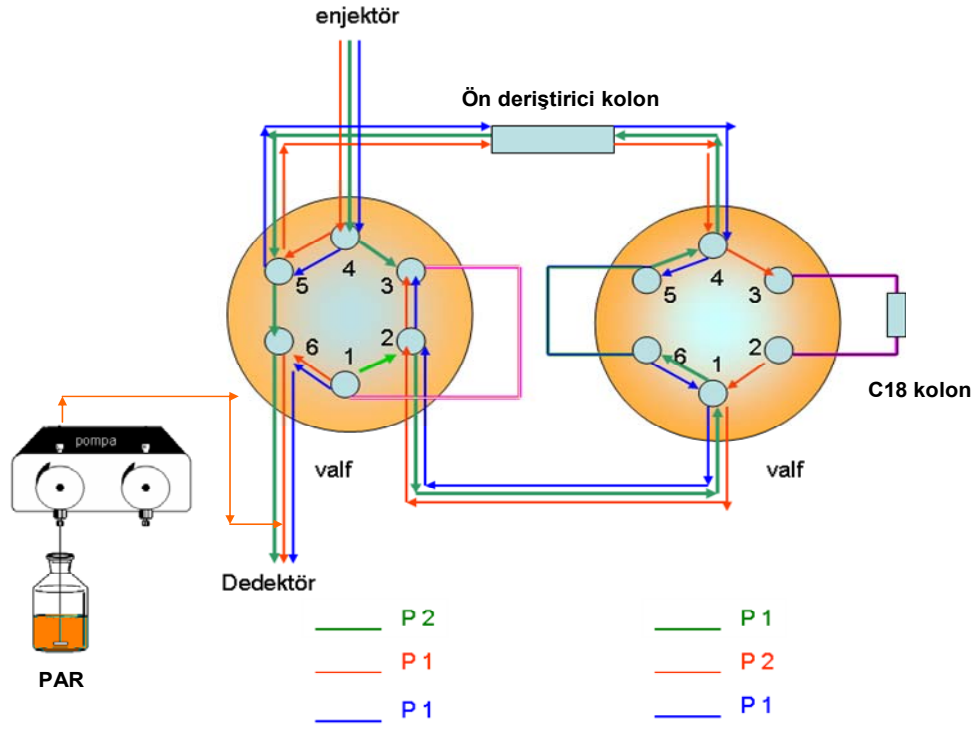 enjektör
Ön deriştirici kolon
4
5
3
6
2
1
4
5
3
6
2
1
C18 kolon
pompa
valf
valf
Dedektör
PAR
P 2
P 1
P 1
P 1
P 2
P 1